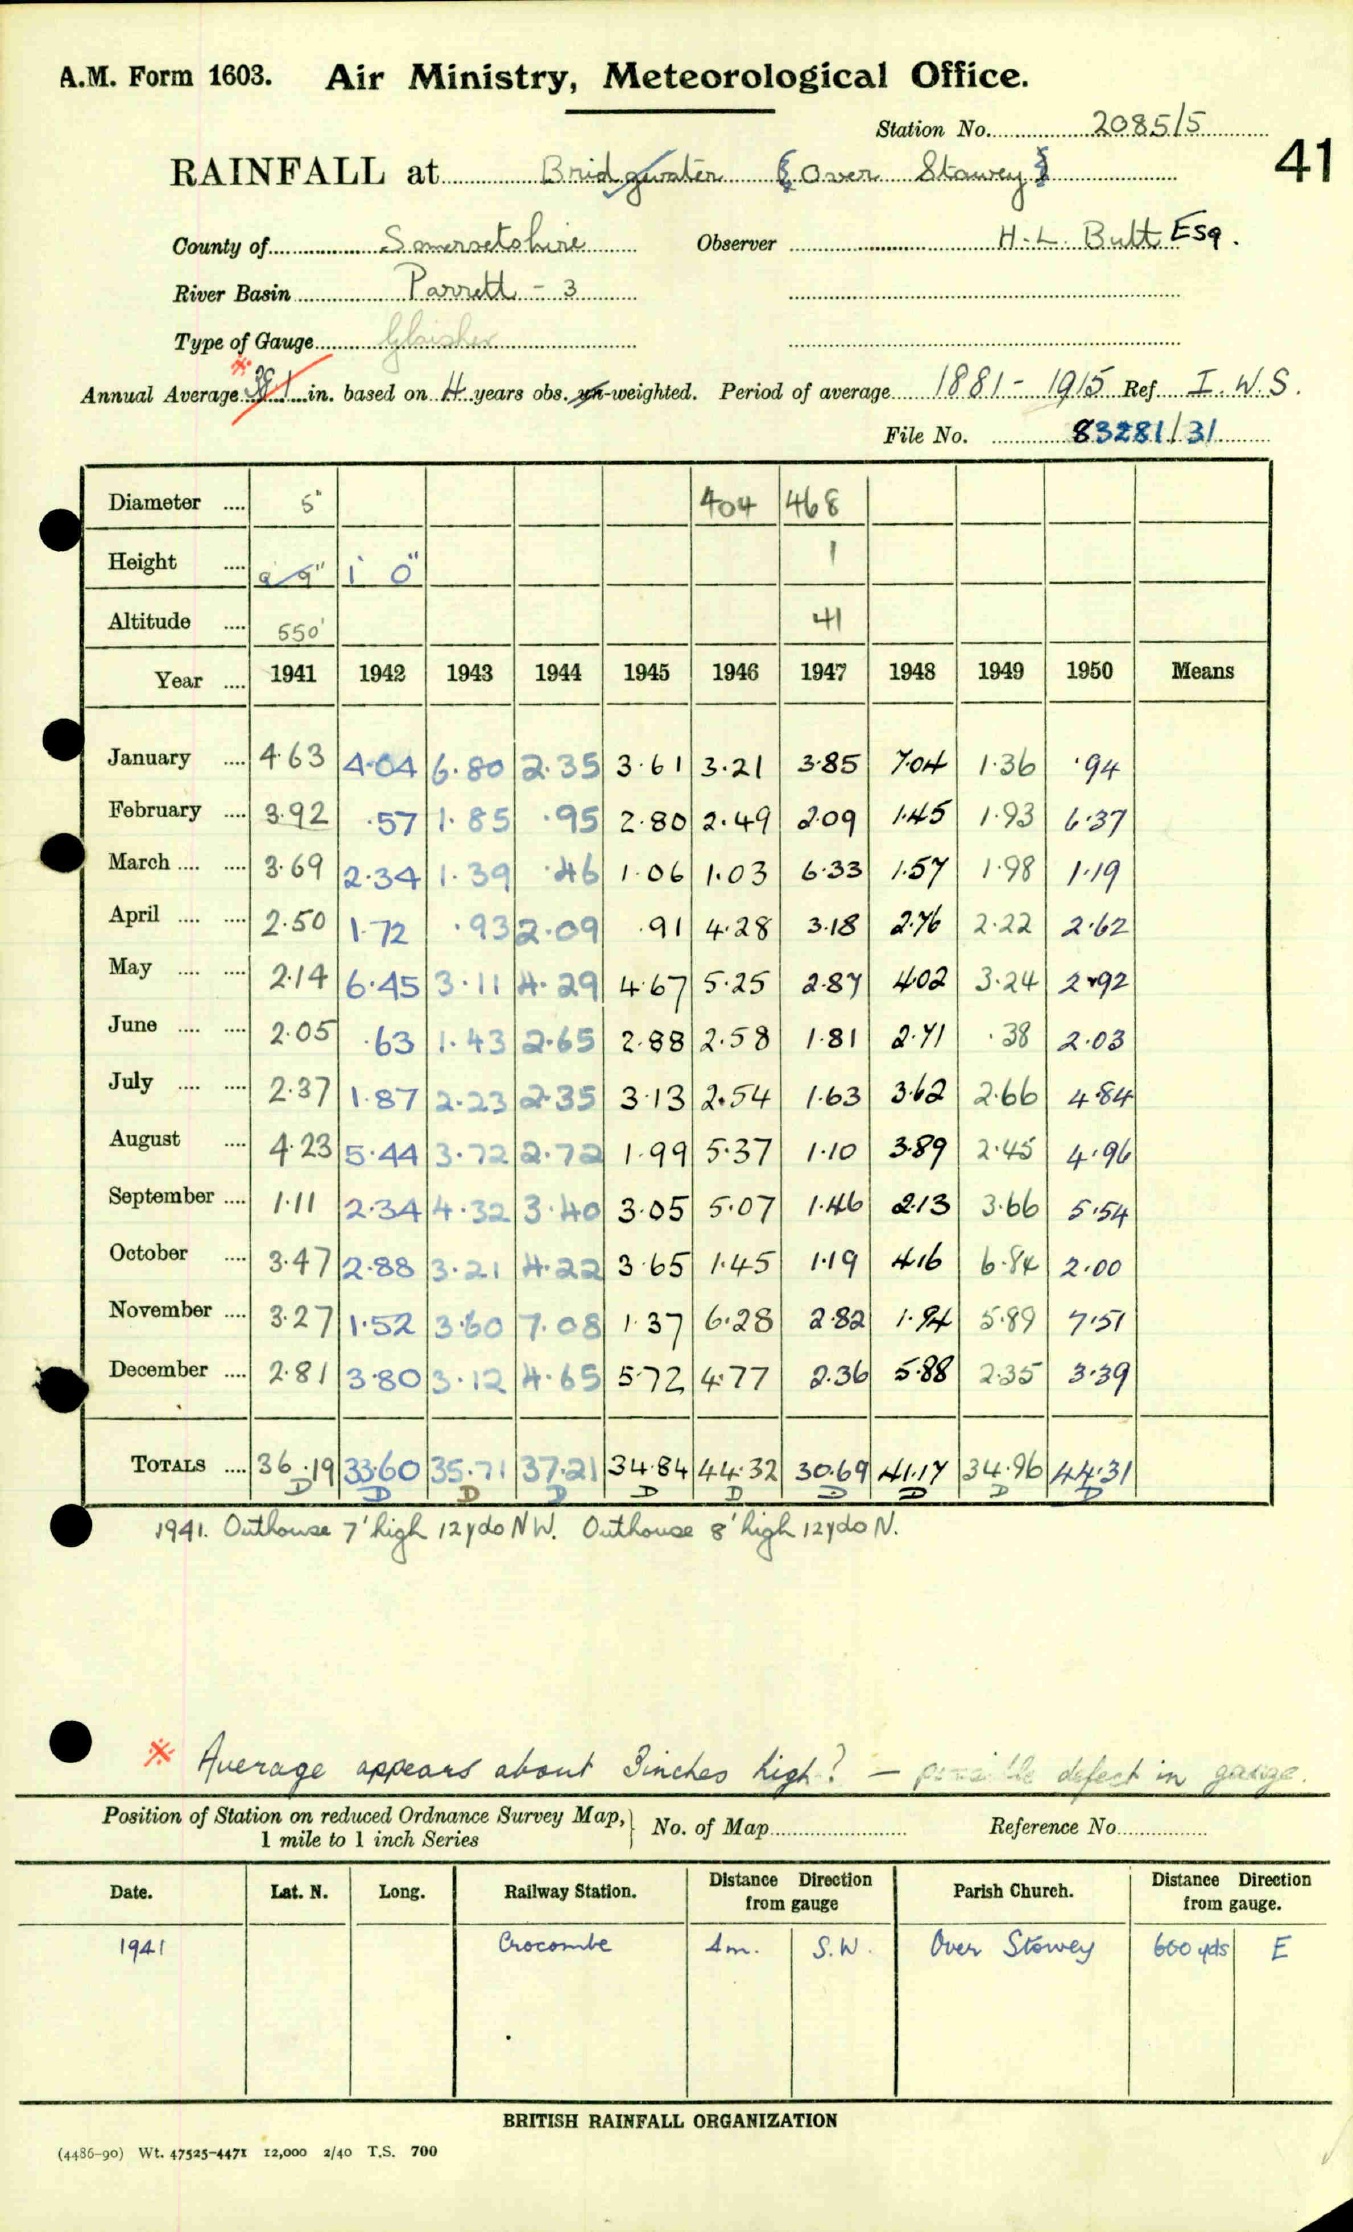 A.M. Form 1603. Air Ministry, Meteorological Office.
Station No. 2085/5
41
RAINFALL at Bridgwater (Over Stowey)
County of Somersetshire Observer H. L. Butt Esq.
River Basin Parrett - 3
Type of Gauge Glaisher
Annual Average in. based on 4 years obs. un-weighted. Period of average 1881 - 1915 Ref I. W. S.
File No. 83281/31
Diameter .... 5" 404 468
Height .... 0' 9" 1' 0" 1
Altitude .... 550' 41
Year .... 1941 1942 1943 1944 1945 1946 1947 1948 1949 1950 Means
January .... 4.63 4.04 6.80 2.35 3.61 3.21 3.85 7.04 1.36 .94
February .... 3.92 .57 1.85 .95 2.80 2.49 2.09 1.45 1.93 6.37
March .... .... 3.69 2.34 1.39 .46 1.06 1.03 6.33 1.57 1.98 1.19
April .... .... 2.50 1.72 .93 2.09 .91 4.28 3.18 2.76 2.22 2.62
May .... .... 2.14 6.45 3.11 4.29 4.67 5.25 2.87 4.02 3.24 2.92
June .... .... 2.05 .63 1.43 2.65 2.88 2.58 1.81 2.71 .38 2.03
July .... .... 2.37 1.87 2.23 2.35 3.13 2.54 1.63 3.62 2.66 4.84
August .... 4.23 5.44 3.72 2.72 1.99 5.37 1.10 3.89 2.45 4.96
September .... 1.11 2.34 4.32 3.40 3.05 5.07 1.46 2.13 3.66 5.54
October .... 3.47 2.88 3.21 4.22 3.65 1.45 1.19 4.16 6.84 2.00
November .... 3.27 1.52 3.60 7.08 1.37 6.28 2.82 1.94 5.89 7.51
December .... 2.81 3.80 3.12 4.65 5.72 4.77 2.36 5.88 2.35 3.39
TOTALS .... 36.19 33.60 35.71 37.21 34.84 44.32 30.69 41.17 34.96 44.31
D D D D D D D D D D
1941. Outhouse 7' high 12 yds NW. Outhouse 8' high 12 yds N.
※ Average appears about 3 inches high? — possible defect in gauge.
Position of Station on reduced Ordnance Survey Map, 1 mile to 1 inch Series } No. of Map Reference No.
Date. Lat. N. Long. Railway Station. Distance Direction from gauge Parish Church. Distance Direction from gauge.
1941 Crocombe 4m. S.W. Over Stowey 600 yds E
BRITISH RAINFALL ORGANIZATION
(4486-90) Wt. 47525-4471 12,000 2/40 T.S. 700